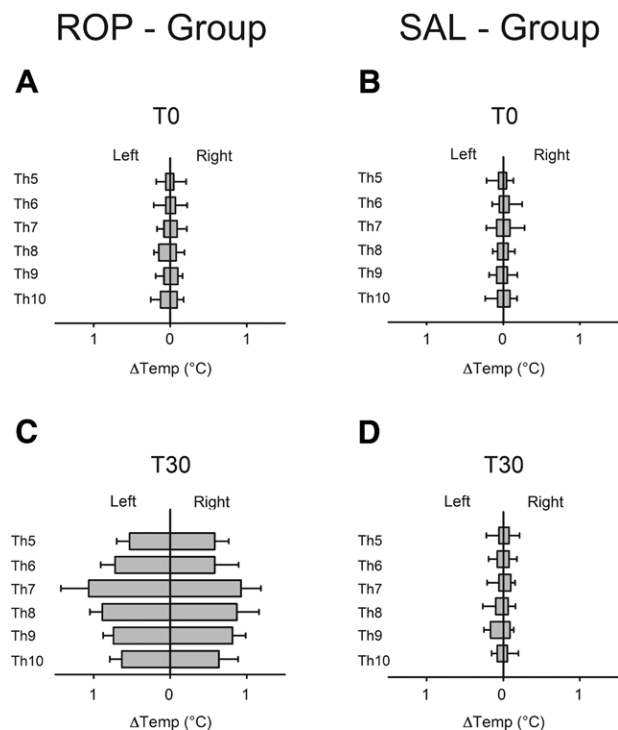 ROP - Group
SAL - Group
A
T0
Left Right
Th5
Th6
Th7
Th8
Th9
Th10
1 0 1
ΔTemp (°C)
B
T0
Left Right
Th5
Th6
Th7
Th8
Th9
Th10
1 0 1
ΔTemp (°C)
C
T30
Left Right
Th5
Th6
Th7
Th8
Th9
Th10
1 0 1
ΔTemp (°C)
D
T30
Left Right
Th5
Th6
Th7
Th8
Th9
Th10
1 0 1
ΔTemp (°C)